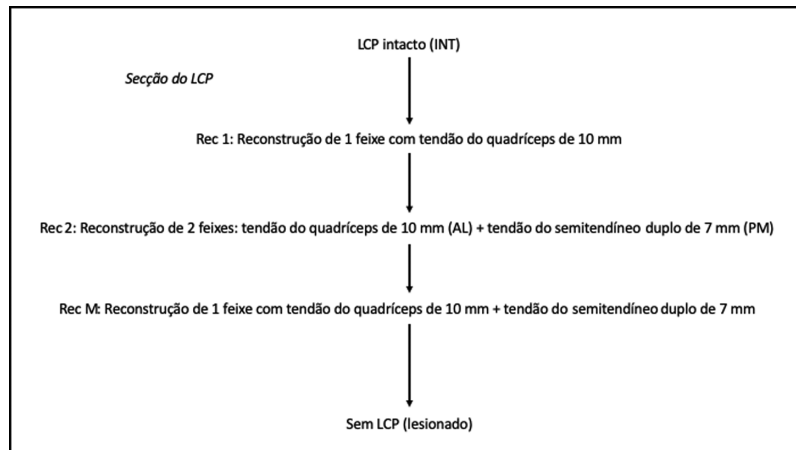 LCP intacto (INT)
Secção do LCP
Rec 1: Reconstrução de 1 feixe com tendão do quadríceps de 10 mm
Rec 2: Reconstrução de 2 feixes: tendão do quadríceps de 10 mm (AL) + tendão do semitendíneo duplo de 7 mm (PM)
Rec M: Reconstrução de 1 feixe com tendão do quadríceps de 10 mm + tendão do semitendíneo duplo de 7 mm
Sem LCP (lesionado)